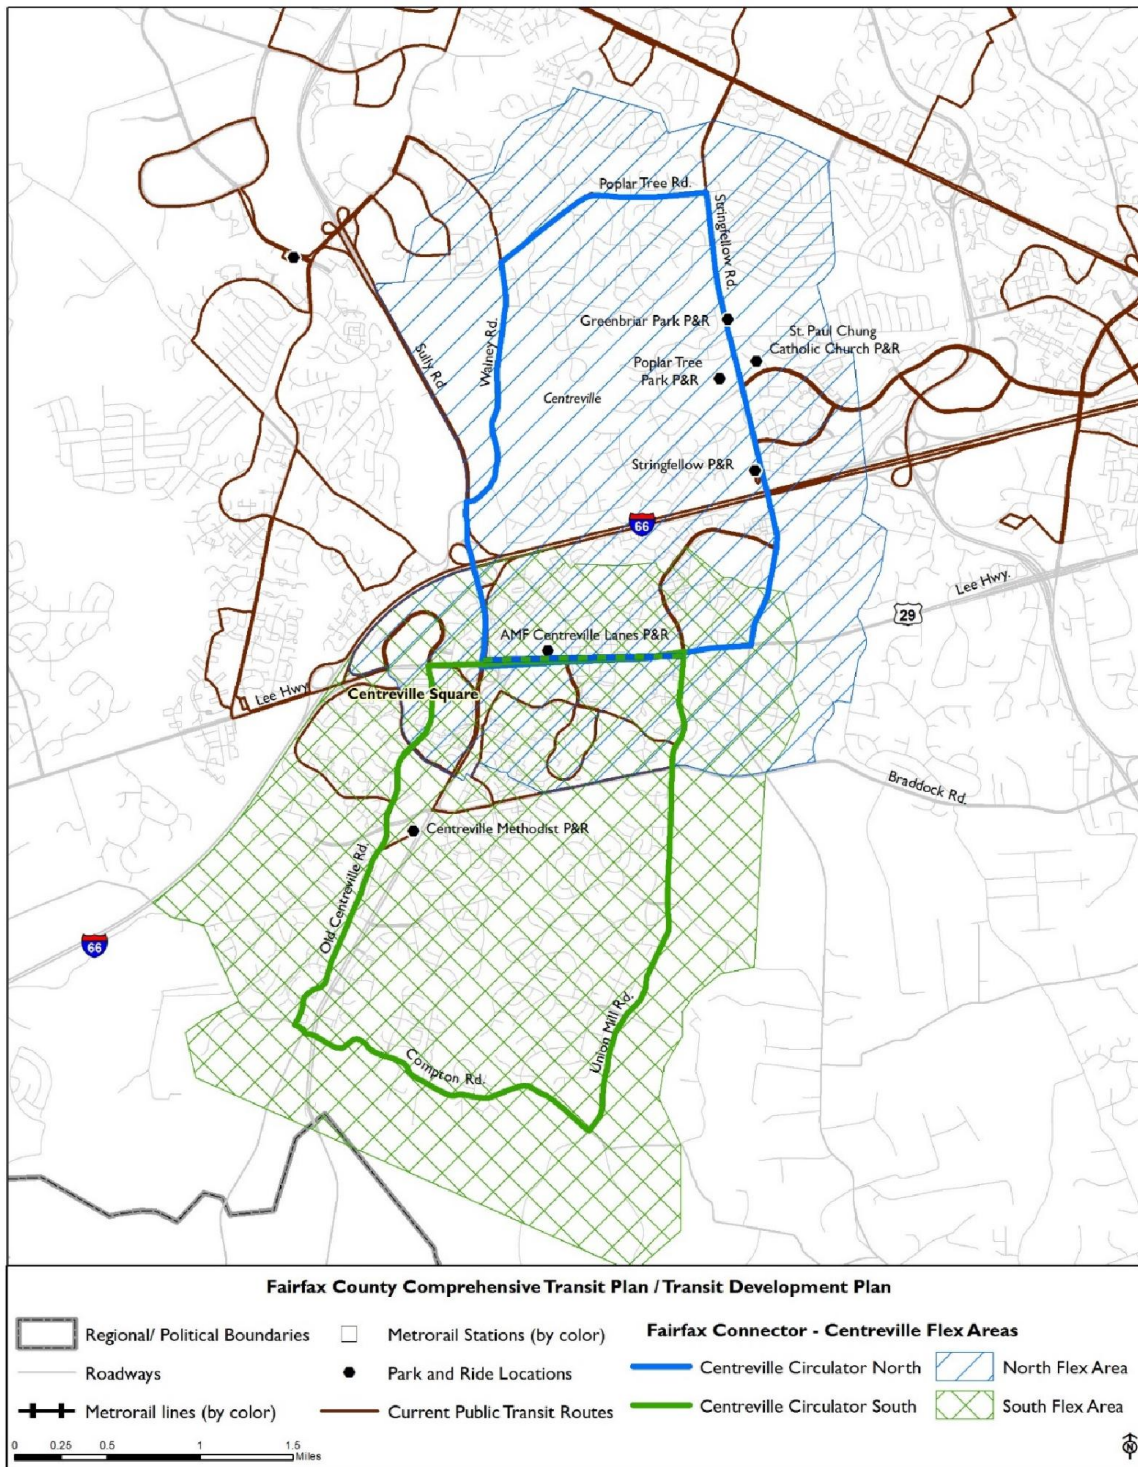 Poplar Tree Rd.
Stringfellow Rd.
Greenbriar Park P&R
St. Paul Chung
Catholic Church P&R
Walney Rd.
Sully Rd
Poplar Tree
Park P&R
Centreville
Stringfellow P&R
66
Lee Hwy.
29
AMF Centreville Lanes P&R
Lee Hwy
Centreville Square
Braddock Rd.
Centreville Methodist P&R
Old Centreville Rd.
66
Union Mill Rd.
Compton Rd.
Fairfax County Comprehensive Transit Plan / Transit Development Plan
Regional/ Political Boundaries
Metrorail Stations (by color)
Fairfax Connector - Centreville Flex Areas
Roadways
Park and Ride Locations
Centreville Circulator North
North Flex Area
Metrorail lines (by color)
Current Public Transit Routes
Centreville Circulator South
South Flex Area
0 0.25 0.5 1 1.5
Miles
N